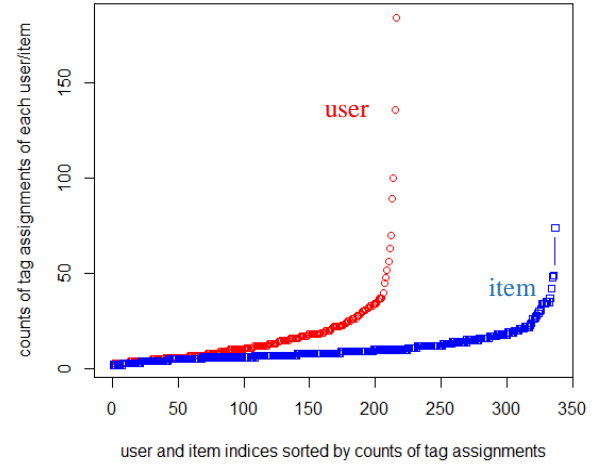 counts of tag assignments of each user/item
150
100
50
0
user
item
0 50 100 150 200 250 300 350
user and item indices sorted by counts of tag assignments